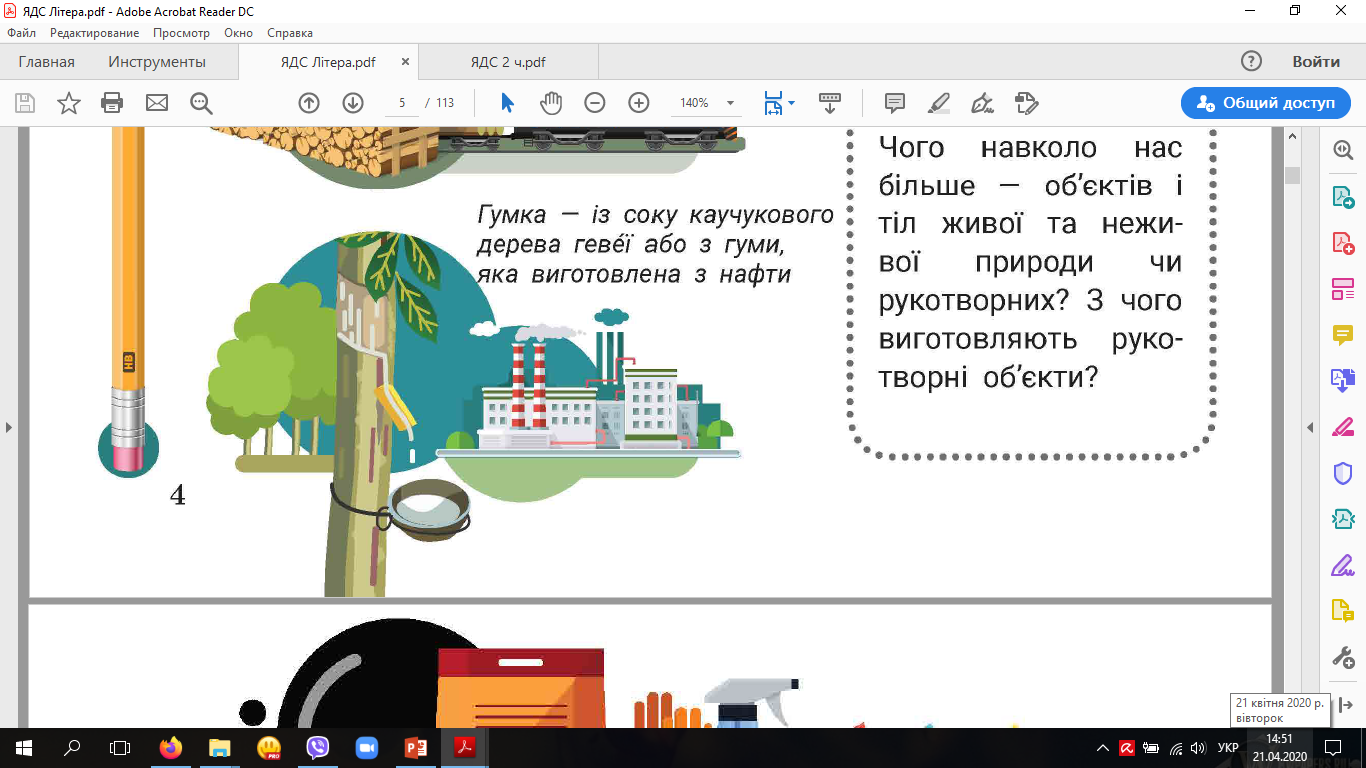 ЯДС Літера.pdf - Adobe Acrobat Reader DC
Файл Редактирование Просмотр Окно Справка
Главная Инструменты ЯДС Літера.pdf × ЯДС 2 ч.pdf Войти
5 / 113 140% Общий доступ
Чого навколо нас
більше — об’єктів і
тіл живої та нежи-
вої природи чи
рукотворних? З чого
виготовляють руко-
творні об’єкти?
Гумка — із соку каучукового
дерева геве́ї або з гуми,
яка виготовлена з нафти
HB
4
21 квітня 2020 р.
вівторок
PRO
УКР
14:51
21.04.2020